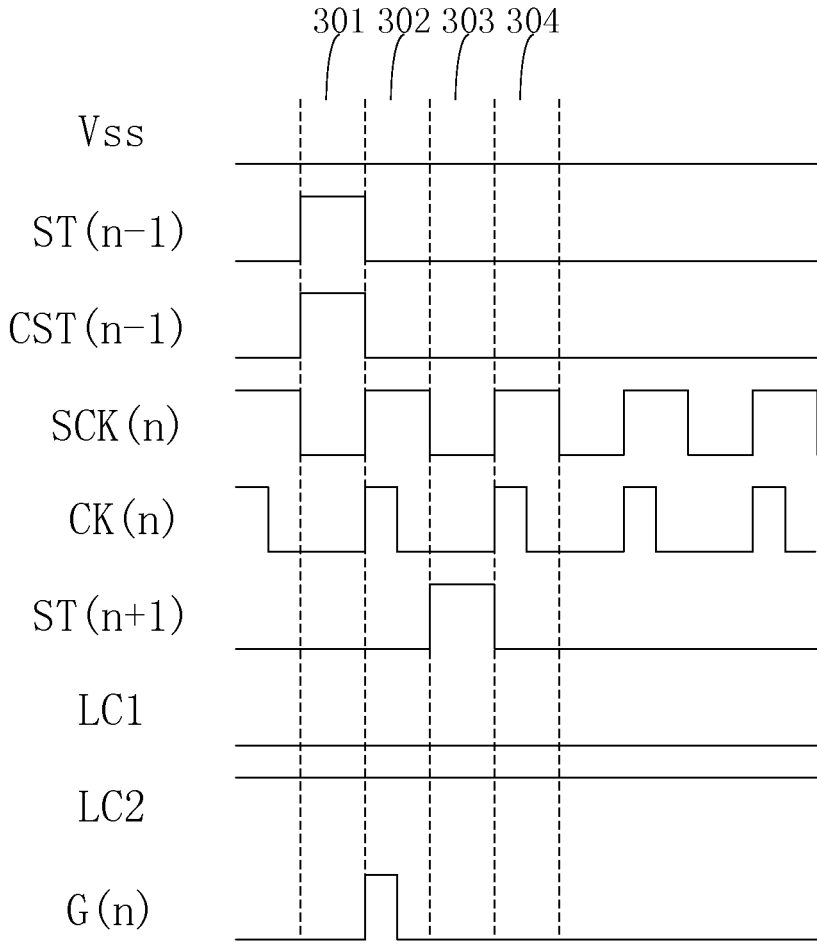 301 302 303 304
Vss
ST(n-1)
CST(n-1)
SCK(n)
CK(n)
ST(n+1)
LC1
LC2
G(n)